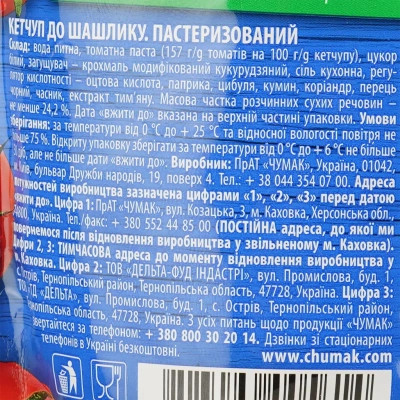 КЕТЧУП ДО ШАШЛИКУ. ПАСТЕРИЗОВАНИЙ
Склад: вода питна, томатна паста (157 г/g томатів на 100 г/g кетчупу), цукор
білий, загущувач – крохмаль модифікований кукурудзяний, сіль кухонна, регу-
лятор кислотності – оцтова кислота, паприка, цибуля, кумин, коріандр, перець
чорний, часник, екстракт тим'яну. Масова частка розчинних сухих речовин –
не менше 24,2 %. Дата «вжити до» вказана на верхній частині упаковки. Умови
зберігання: за температури від 0 °C до + 25 °C та відносної вологості повітря не
більше 75 %. Відкриту упаковку зберігати за температури від 0 °C до + 6 °C не більше
діб, але не більше дати «вжити до». Виробник: ПрАТ «ЧУМАК», Україна, 01042,
м. Київ, бульвар Дружби народів, 19, поверх 4. Тел.: + 38 044 354 07 00. Адреса
потужностей виробництва зазначена цифрами «1», «2», «3» перед датою
«вжити до». Цифра 1: ПрАТ «ЧУМАК», вул. Козацька, 3, м. Каховка, Херсонська обл.,
74800, Україна. Тел./факс: + 380 552 44 85 00 (ПОСТІЙНА адреса, до якої ми
повернемося після відновлення виробництва у звільненому м. Каховка).
Цифри 2, 3: ТИМЧАСОВА адреса до моменту відновлення виробництва у
м. Каховка. Цифра 2: ТОВ «ДЕЛЬТА-ФУД ІНДАСТРІ», вул. Промислова, буд. 1,
с. Острів, Тернопільський район, Тернопільська область, 47728, Україна. Цифра 3:
ТОВ «ТД «ДЕЛЬТА», вул. Промислова, буд. 1, с. Острів, Тернопільський район,
Тернопільська область, 47728, Україна. З усіх питань щодо продукції «ЧУМАК»
звертайтеся за телефоном: + 380 800 30 20 14. Дзвінки зі стаціонарних
телефонів в Україні безкоштовні.
www.chumak.com